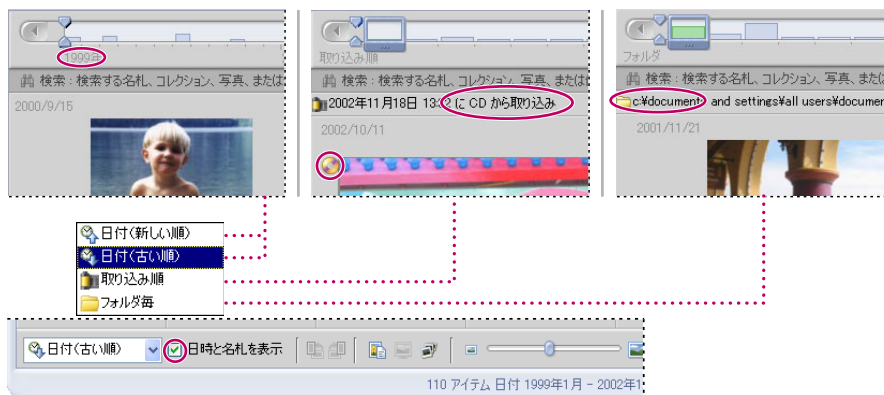 1999年
検索 : 検索する名札、コレクション、写真、または
2000/9/15
取り込み順
検索 : 検索する名札、コレクション、写真、または
2002年11月18日 13:22 に CD から取り込み
2002/10/11
フォルダ
検索 : 検索する名札、コレクション、写真、また
c:¥documents and settings¥all users¥documen
2001/11/21
日付(新しい順)
日付(古い順)
取り込み順
フォルダ毎
日付(古い順)
日時と名札を表示
110 アイテム 日付 1999年1月 - 2002年1